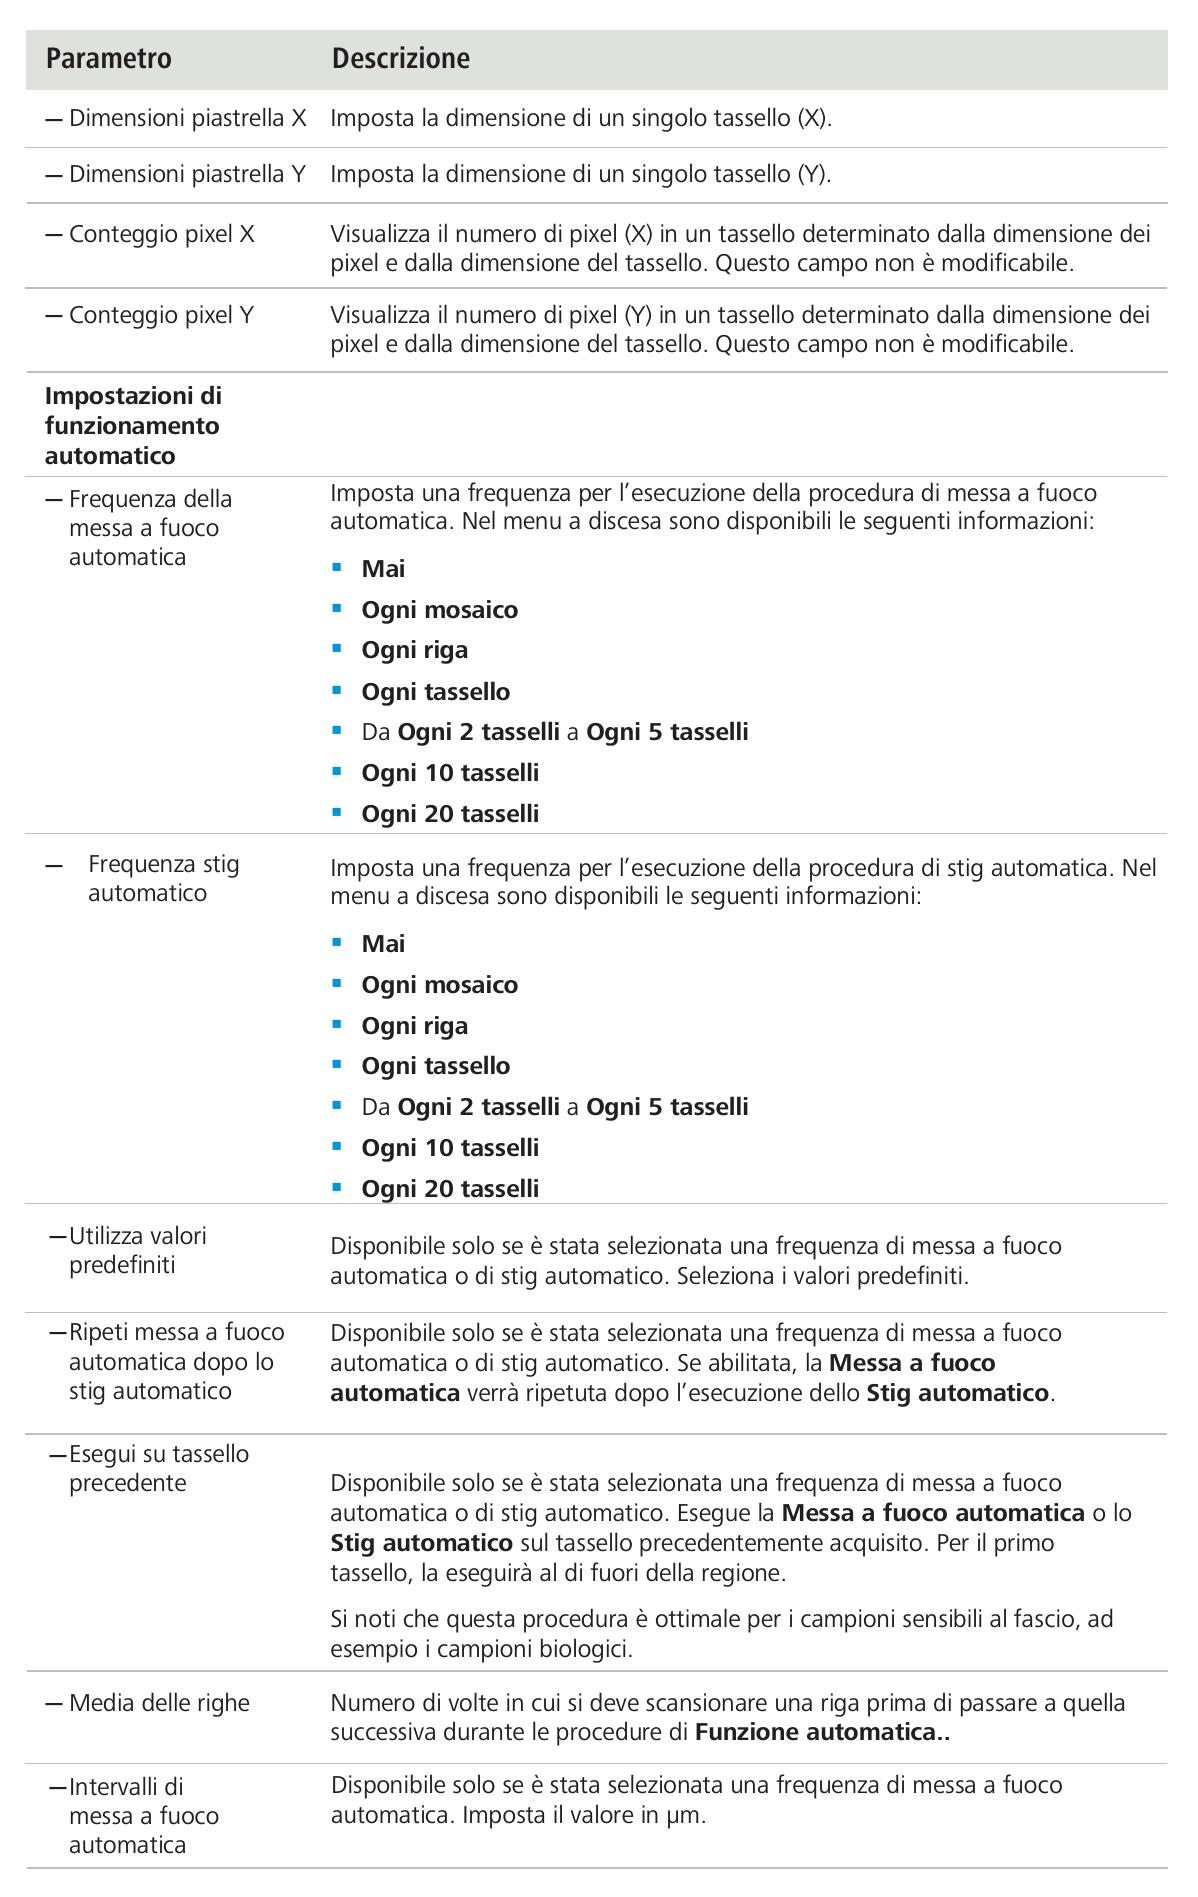 Parametro Descrizione
— Dimensioni piastrella X Imposta la dimensione di un singolo tassello (X).
— Dimensioni piastrella Y Imposta la dimensione di un singolo tassello (Y).
— Conteggio pixel X Visualizza il numero di pixel (X) in un tassello determinato dalla dimensione dei
pixel e dalla dimensione del tassello. Questo campo non è modificabile.
— Conteggio pixel Y Visualizza il numero di pixel (Y) in un tassello determinato dalla dimensione dei
pixel e dalla dimensione del tassello. Questo campo non è modificabile.
Impostazioni di
funzionamento
automatico
— Frequenza della
messa a fuoco
automatica
Imposta una frequenza per l'esecuzione della procedura di messa a fuoco
automatica. Nel menu a discesa sono disponibili le seguenti informazioni:
▪ Mai
▪ Ogni mosaico
▪ Ogni riga
▪ Ogni tassello
▪ Da Ogni 2 tasselli a Ogni 5 tasselli
▪ Ogni 10 tasselli
▪ Ogni 20 tasselli
— Frequenza stig
automatico
Imposta una frequenza per l'esecuzione della procedura di stig automatica. Nel
menu a discesa sono disponibili le seguenti informazioni:
▪ Mai
▪ Ogni mosaico
▪ Ogni riga
▪ Ogni tassello
▪ Da Ogni 2 tasselli a Ogni 5 tasselli
▪ Ogni 10 tasselli
▪ Ogni 20 tasselli
—Utilizza valori
predefiniti
Disponibile solo se è stata selezionata una frequenza di messa a fuoco
automatica o di stig automatico. Seleziona i valori predefiniti.
—Ripeti messa a fuoco
automatica dopo lo
stig automatico
Disponibile solo se è stata selezionata una frequenza di messa a fuoco
automatica o di stig automatico. Se abilitata, la Messa a fuoco
automatica verrà ripetuta dopo l'esecuzione dello Stig automatico.
—Esegui su tassello
precedente
Disponibile solo se è stata selezionata una frequenza di messa a fuoco
automatica o di stig automatico. Esegue la Messa a fuoco automatica o lo
Stig automatico sul tassello precedentemente acquisito. Per il primo
tassello, la eseguirà al di fuori della regione.
Si noti che questa procedura è ottimale per i campioni sensibili al fascio, ad
esempio i campioni biologici.
— Media delle righe Numero di volte in cui si deve scansionare una riga prima di passare a quella
successiva durante le procedure di Funzione automatica..
—Intervalli di
messa a fuoco
automatica
Disponibile solo se è stata selezionata una frequenza di messa a fuoco
automatica. Imposta il valore in µm.